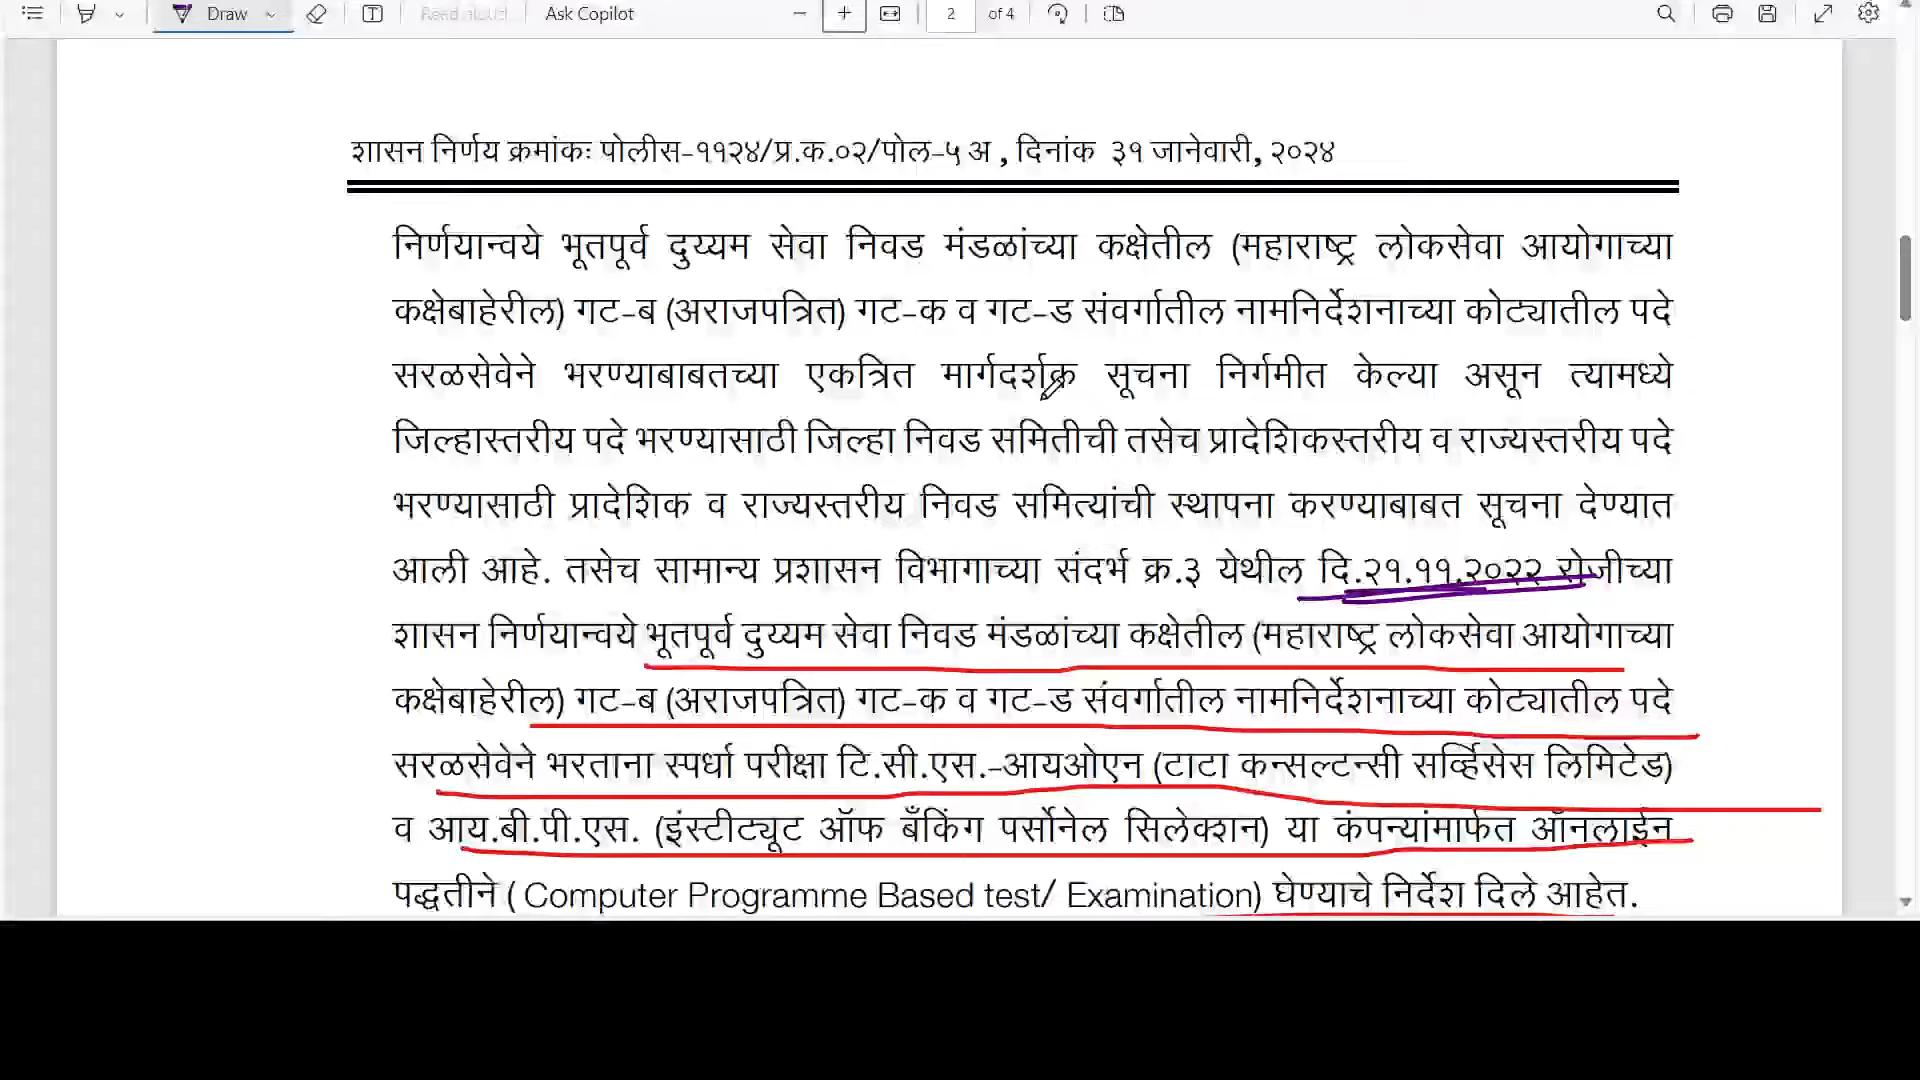 Draw
Read aloud
Ask Copilot
2
of 4
शासन निर्णय क्रमांकः पोलीस-११२४/प्र.क.०२/पोल-५ अ , दिनांक ३१ जानेवारी, २०२४
निर्णयान्वये भूतपूर्व दुय्यम सेवा निवड मंडळांच्या कक्षेतील (महाराष्ट्र लोकसेवा आयोगाच्या
कक्षेबाहेरील) गट-ब (अराजपत्रित) गट-क व गट-ड संवर्गातील नामनिर्देशनाच्या कोट्यातील पदे
सरळसेवेने भरण्याबाबतच्या एकत्रित मार्गदर्शक सूचना निर्गमीत केल्या असून त्यामध्ये
जिल्हास्तरीय पदे भरण्यासाठी जिल्हा निवड समितीची तसेच प्रादेशिकस्तरीय व राज्यस्तरीय पदे
भरण्यासाठी प्रादेशिक व राज्यस्तरीय निवड समित्यांची स्थापना करण्याबाबत सूचना देण्यात
आली आहे. तसेच सामान्य प्रशासन विभागाच्या संदर्भ क्र.३ येथील दि.२१.११.२०२२ रोजीच्या
शासन निर्णयान्वये भूतपूर्व दुय्यम सेवा निवड मंडळांच्या कक्षेतील (महाराष्ट्र लोकसेवा आयोगाच्या
कक्षेबाहेरील) गट-ब (अराजपत्रित) गट-क व गट-ड संवर्गातील नामनिर्देशनाच्या कोट्यातील पदे
सरळसेवेने भरताना स्पर्धा परीक्षा टि.सी.एस.-आयओएन (टाटा कन्सल्टन्सी सर्व्हिसेस लिमिटेड)
व आय.बी.पी.एस. (इंस्टीट्यूट ऑफ बँकिंग पर्सोनेल सिलेक्शन) या कंपन्यांमार्फत ऑनलाईन
पद्धतीने ( Computer Programme Based test/ Examination) घेण्याचे निर्देश दिले आहेत.